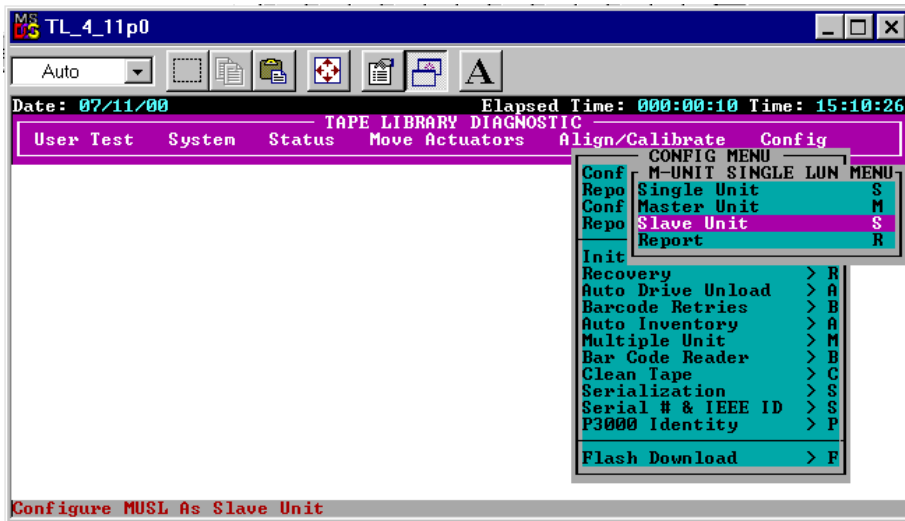 MS DOS TL_4_11p0
Auto
A
Date: 07/11/00 Elapsed Time: 000:00:10 Time: 15:10:26
TAPE LIBRARY DIAGNOSTIC
User Test System Status Move Actuators Align/Calibrate Config
CONFIG MENU
Conf M-UNIT SINGLE LUN MENU
Repo Single Unit S
Conf Master Unit M
Repo Slave Unit S
Report R
Init
Recovery > R
Auto Drive Unload > A
Barcode Retries > B
Auto Inventory > A
Multiple Unit > M
Bar Code Reader > B
Clean Tape > C
Serialization > S
Serial # & IEEE ID > S
P3000 Identity > P
Flash Download > F
Configure MUSL As Slave Unit